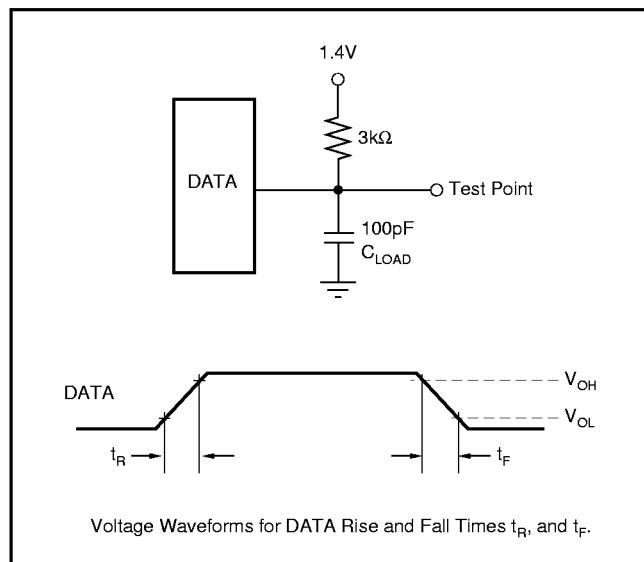 1.4V
3kΩ
DATA
Test Point
100pF
C_LOAD
DATA
V_OH
V_OL
t_R
t_F
Voltage Waveforms for DATA Rise and Fall Times t_R, and t_F.